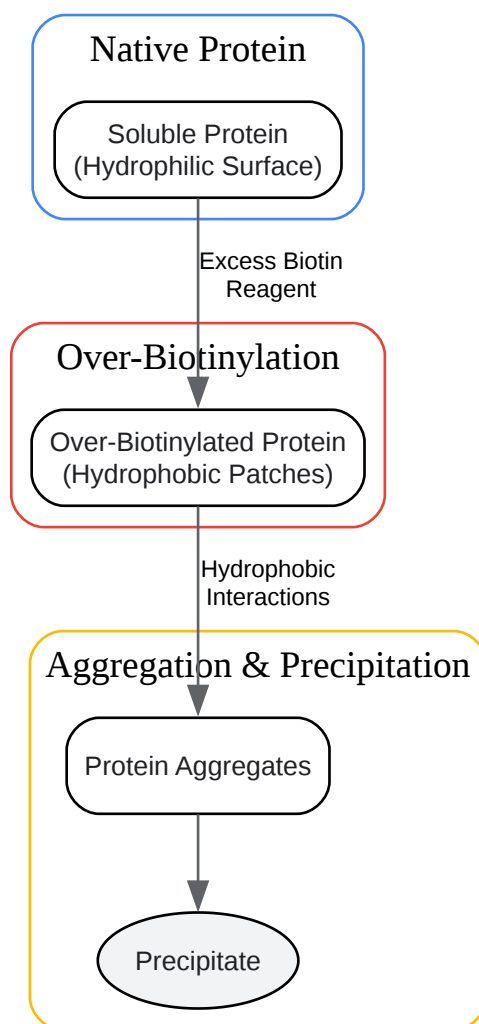 Native Protein
Soluble Protein
(Hydrophilic Surface)
Excess Biotin
Reagent
Over-Biotinylation
Over-Biotinylated Protein
(Hydrophobic Patches)
Hydrophobic
Interactions
Aggregation & Precipitation
Protein Aggregates
Precipitate